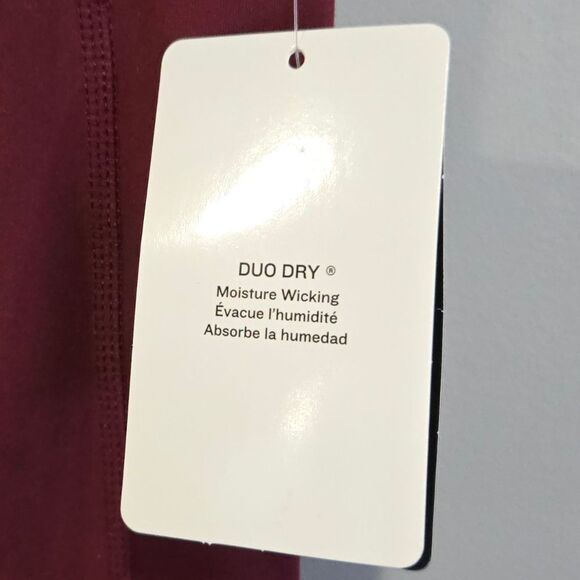 DUO DRY ®
Moisture Wicking
Évacue l'humidité
Absorbe la humedad